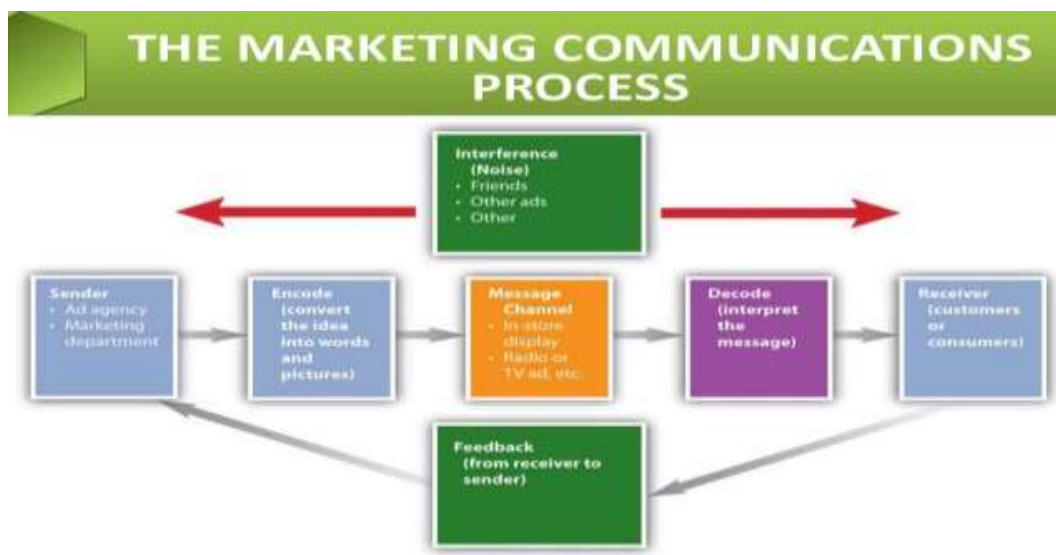 THE MARKETING COMMUNICATIONS
PROCESS
Interference
(Noise)
• Friends
• Other ads
• Other
Sender
• Ad agency
• Marketing
department
Encode
(convert
the idea
into words
and
pictures)
Message
Channel
• In-store
display
• Radio or
TV ad, etc.
Decode
(interpret
the
message)
Receiver
(customers
or
consumers)
Feedback
(from receiver to
sender)